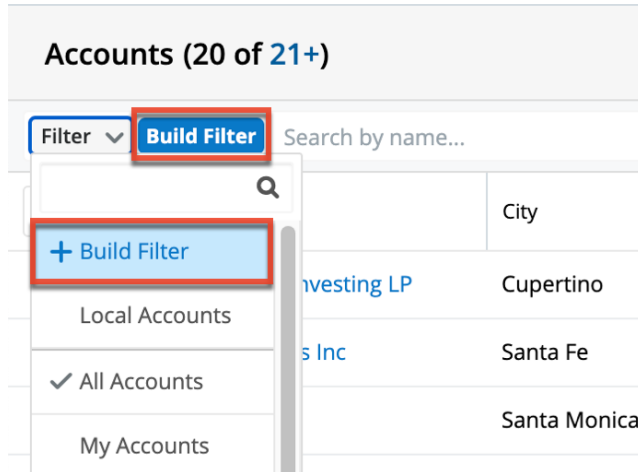 Accounts (20 of 21+)
Filter Build Filter Search by name...
City
+ Build Filter
Investing LP Cupertino
Local Accounts
s Inc Santa Fe
All Accounts
Santa Monica
My Accounts